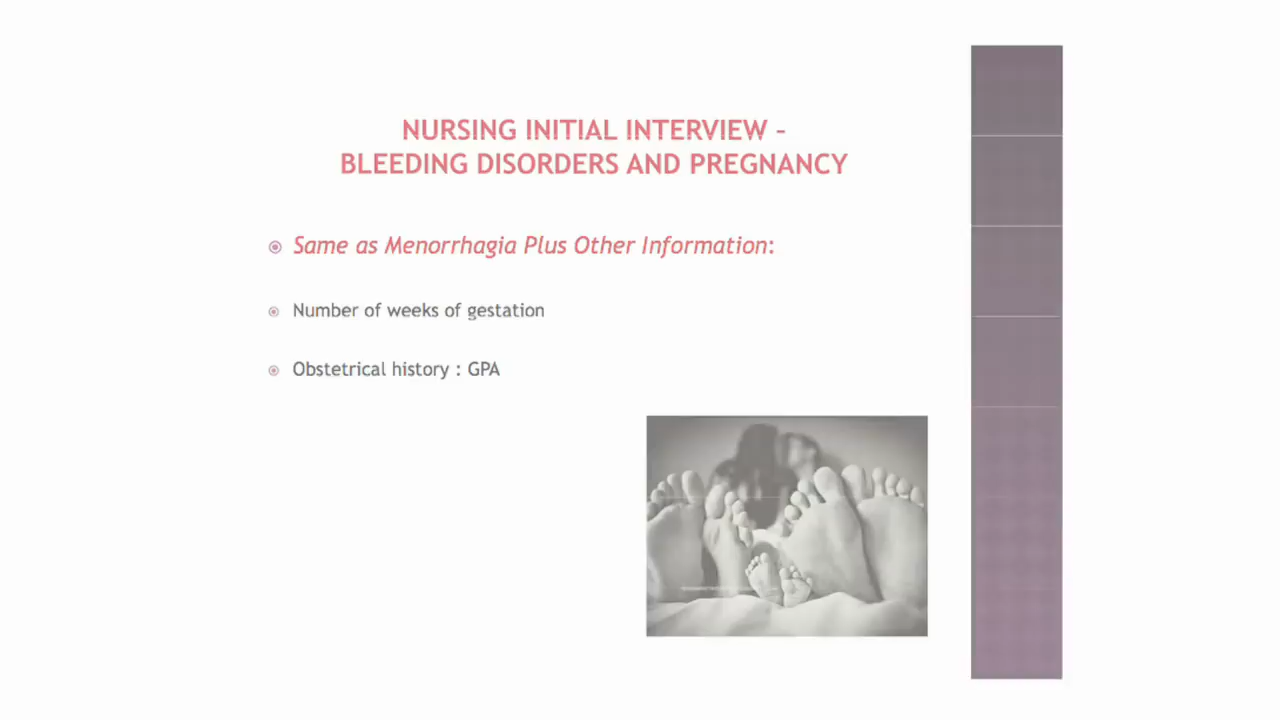 NURSING INITIAL INTERVIEW –
BLEEDING DISORDERS AND PREGNANCY
Same as Menorrhagia Plus Other Information:
Number of weeks of gestation
Obstetrical history : GPA